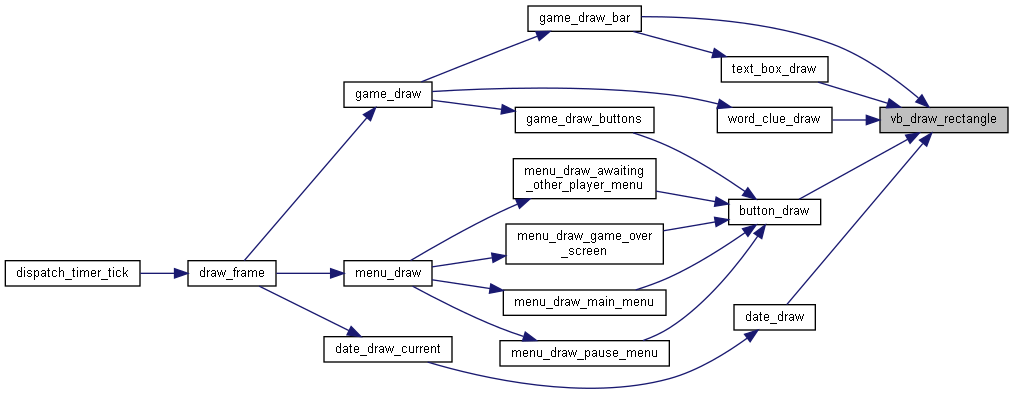 game_draw_bar
text_box_draw
game_draw
word_clue_draw
vb_draw_rectangle
game_draw_buttons
menu_draw_awaiting
_other_player_menu
button_draw
menu_draw_game_over
_screen
dispatch_timer_tick
draw_frame
menu_draw
menu_draw_main_menu
date_draw
date_draw_current
menu_draw_pause_menu